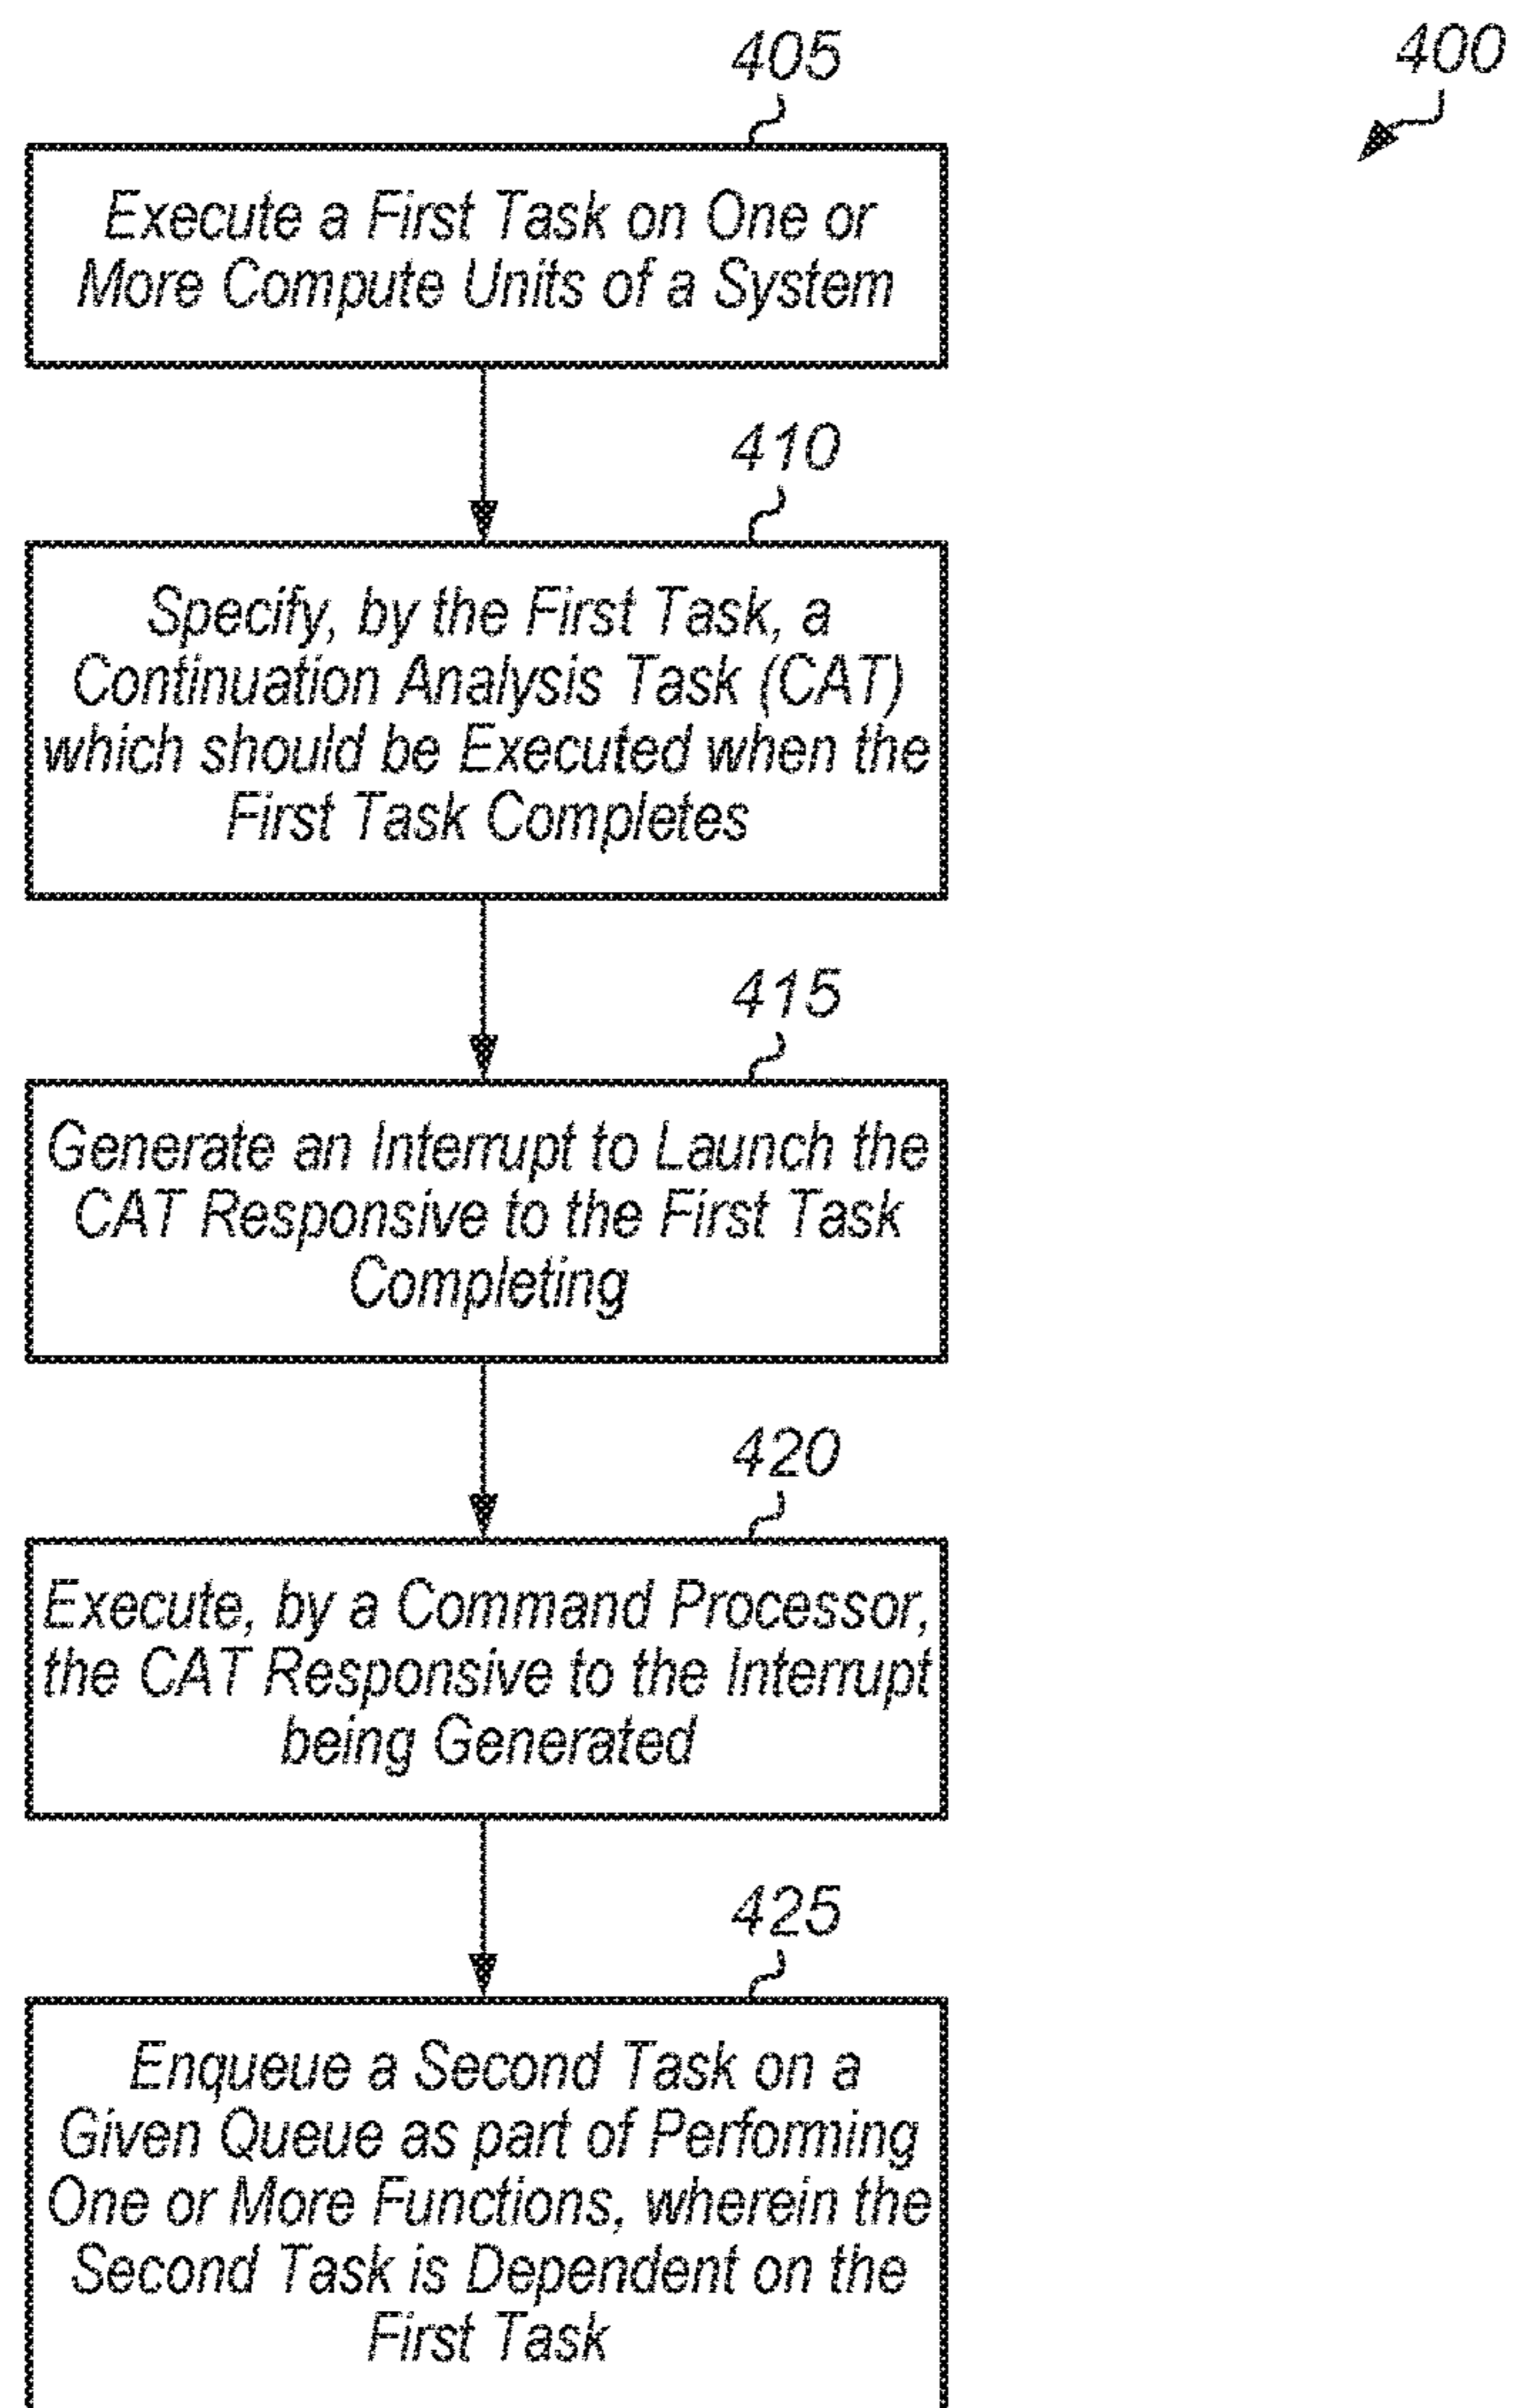 405
400
Execute a First Task on One or
More Compute Units of a System
410
Specify, by the First Task, a
Continuation Analysis Task (CAT)
which should be Executed when the
First Task Completes
415
Generate an Interrupt to Launch the
CAT Responsive to the First Task
Completing
420
Execute, by a Command Processor,
the CAT Responsive to the Interrupt
being Generated
425
Enqueue a Second Task on a
Given Queue as part of Performing
One or More Functions, wherein the
Second Task is Dependent on the
First Task